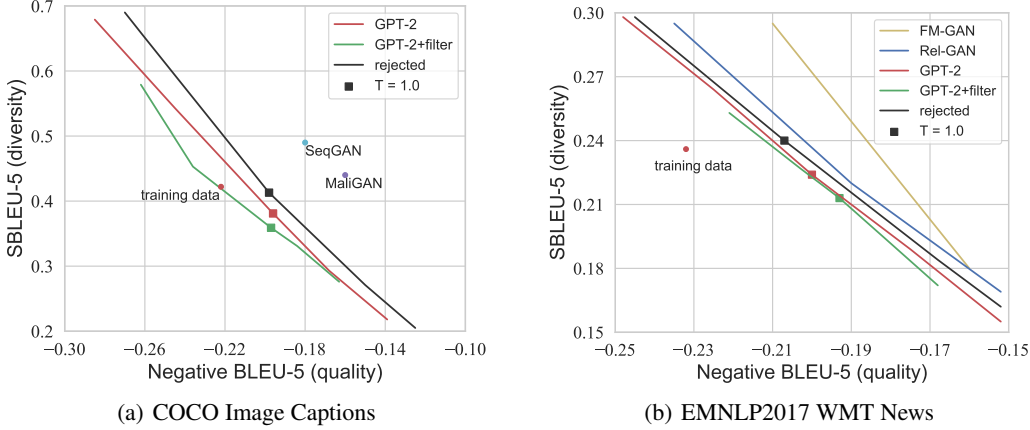 0.7
0.6
0.5
0.4
0.3
0.2
SBLEU-5 (diversity)
GPT-2
GPT-2+filter
rejected
T = 1.0
SeqGAN
MaliGAN
training data
−0.30
−0.26
−0.22
−0.18
−0.14
−0.10
Negative BLEU-5 (quality)
(a) COCO Image Captions
0.30
0.27
0.24
0.21
0.18
0.15
SBLEU-5 (diversity)
FM-GAN
Rel-GAN
GPT-2
GPT-2+filter
rejected
T = 1.0
training data
−0.25
−0.23
−0.21
−0.19
−0.17
−0.15
Negative BLEU-5 (quality)
(b) EMNLP2017 WMT News